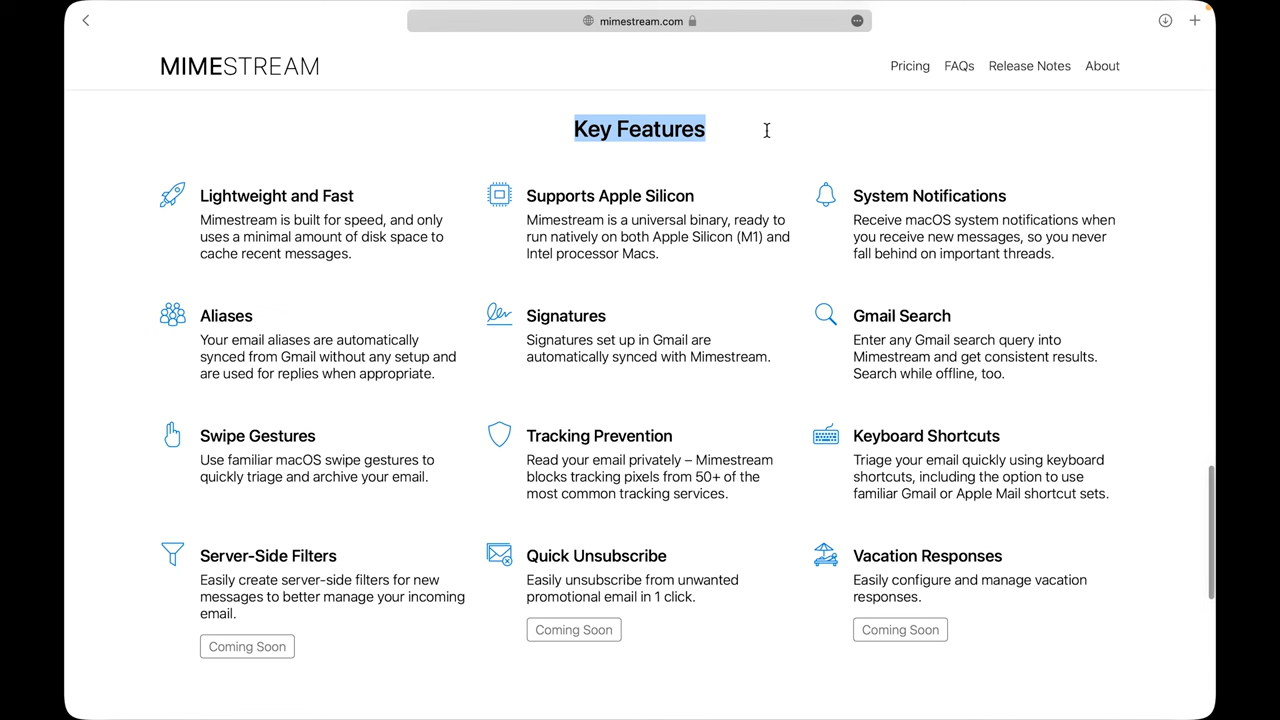 mimestream.com
MIMESTREAM
Pricing FAQs Release Notes About
Key Features
Lightweight and Fast
Mimestream is built for speed, and only
uses a minimal amount of disk space to
cache recent messages.
Supports Apple Silicon
Mimestream is a universal binary, ready to
run natively on both Apple Silicon (M1) and
Intel processor Macs.
System Notifications
Receive macOS system notifications when
you receive new messages, so you never
fall behind on important threads.
Aliases
Your email aliases are automatically
synced from Gmail without any setup and
are used for replies when appropriate.
Signatures
Signatures set up in Gmail are
automatically synced with Mimestream.
Gmail Search
Enter any Gmail search query into
Mimestream and get consistent results.
Search while offline, too.
Swipe Gestures
Use familiar macOS swipe gestures to
quickly triage and archive your email.
Tracking Prevention
Read your email privately – Mimestream
blocks tracking pixels from 50+ of the
most common tracking services.
Keyboard Shortcuts
Triage your email quickly using keyboard
shortcuts, including the option to use
familiar Gmail or Apple Mail shortcut sets.
Server-Side Filters
Easily create server-side filters for new
messages to better manage your incoming
email.
Coming Soon
Quick Unsubscribe
Easily unsubscribe from unwanted
promotional email in 1 click.
Coming Soon
Vacation Responses
Easily configure and manage vacation
responses.
Coming Soon